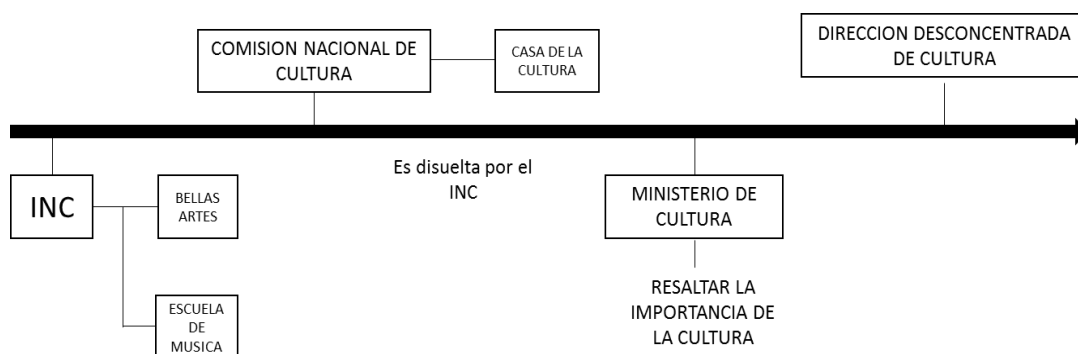 COMISION NACIONAL DE
CULTURA
CASA DE LA
CULTURA
DIRECCION DESCONCENTRADA
DE CULTURA
Es disuelta por el
INC
INC
BELLAS
ARTES
ESCUELA
DE
MUSICA
MINISTERIO DE
CULTURA
RESALTAR LA
IMPORTANCIA DE
LA CULTURA